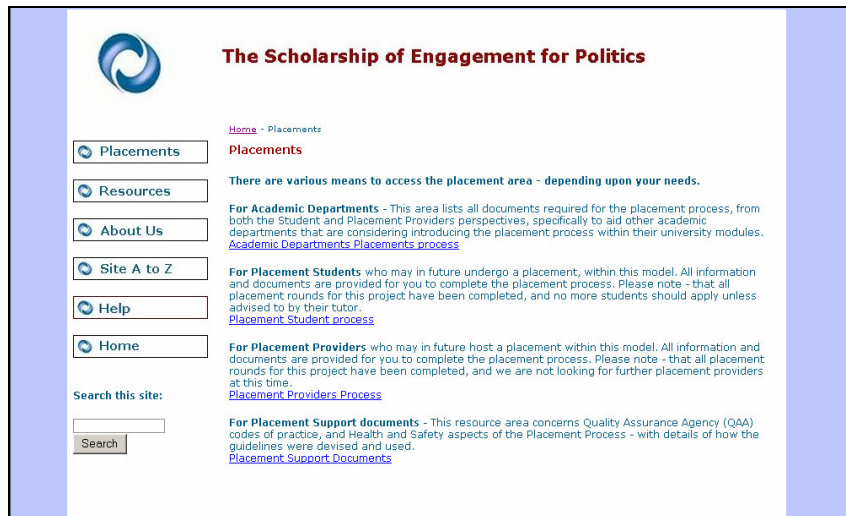 The Scholarship of Engagement for Politics
Home - Placements
Placements
Resources
About Us
Site A to Z
Help
Home
Search this site:
Search
Placements
There are various means to access the placement area - depending upon your needs.
For Academic Departments - This area lists all documents required for the placement process, from
both the Student and Placement Providers perspectives, specifically to aid other academic
departments that are considering introducing the placement process within their university modules.
Academic Departments Placements process
For Placement Students who may in future undergo a placement, within this model. All information
and documents are provided for you to complete the placement process. Please note - that all
placement rounds for this project have been completed, and no more students should apply unless
advised to by their tutor.
Placement Student process
For Placement Providers who may in future host a placement within this model. All information and
documents are provided for you to complete the placement process. Please note - that all placement
rounds for this project have been completed, and we are not looking for further placement providers
at this time.
Placement Providers Process
For Placement Support documents - This resource area concerns Quality Assurance Agency (QAA)
codes of practice, and Health and Safety aspects of the Placement Process - with details of how the
guidelines were devised and used.
Placement Support Documents